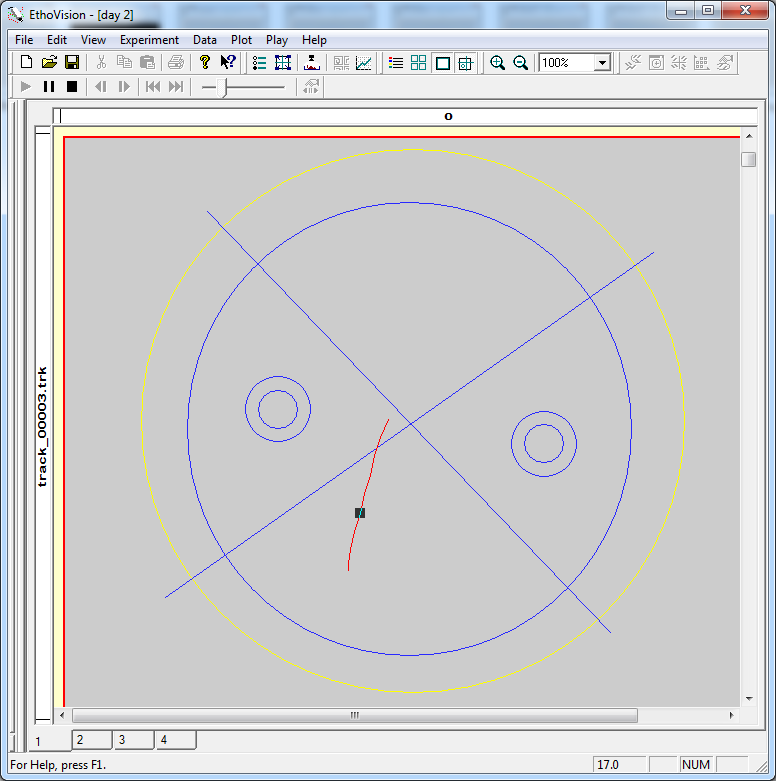 EthoVision - [day 2]
File Edit View Experiment Data Plot Play Help
100%
o
track_00003.trk
1 2 3 4
For Help, press F1. 17.0 NUM